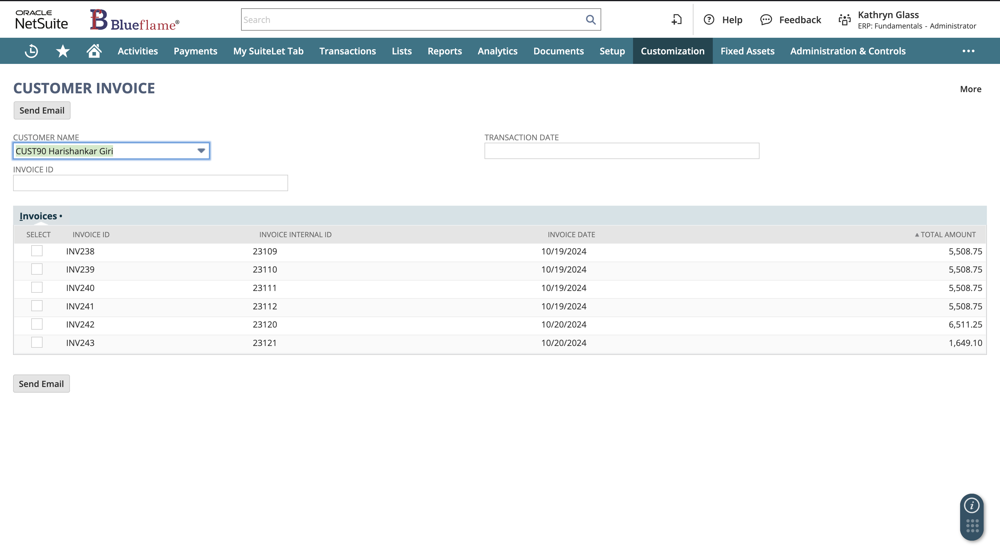 ORACLE
NetSuite
Blueflame®
Search
Help
Feedback
Kathryn Glass
ERP: Fundamentals - Administrator
Activities Payments My SuiteLet Tab Transactions Lists Reports Analytics Documents Setup Customization Fixed Assets Administration & Controls
CUSTOMER INVOICE
More
Send Email
CUSTOMER NAME
CUST90 Harishankar Giri
TRANSACTION DATE
INVOICE ID
Invoices •
SELECT INVOICE ID INVOICE INTERNAL ID INVOICE DATE TOTAL AMOUNT
INV238 23109 10/19/2024 5,508.75
INV239 23110 10/19/2024 5,508.75
INV240 23111 10/19/2024 5,508.75
INV241 23112 10/19/2024 5,508.75
INV242 23120 10/20/2024 6,511.25
INV243 23121 10/20/2024 1,649.10
Send Email